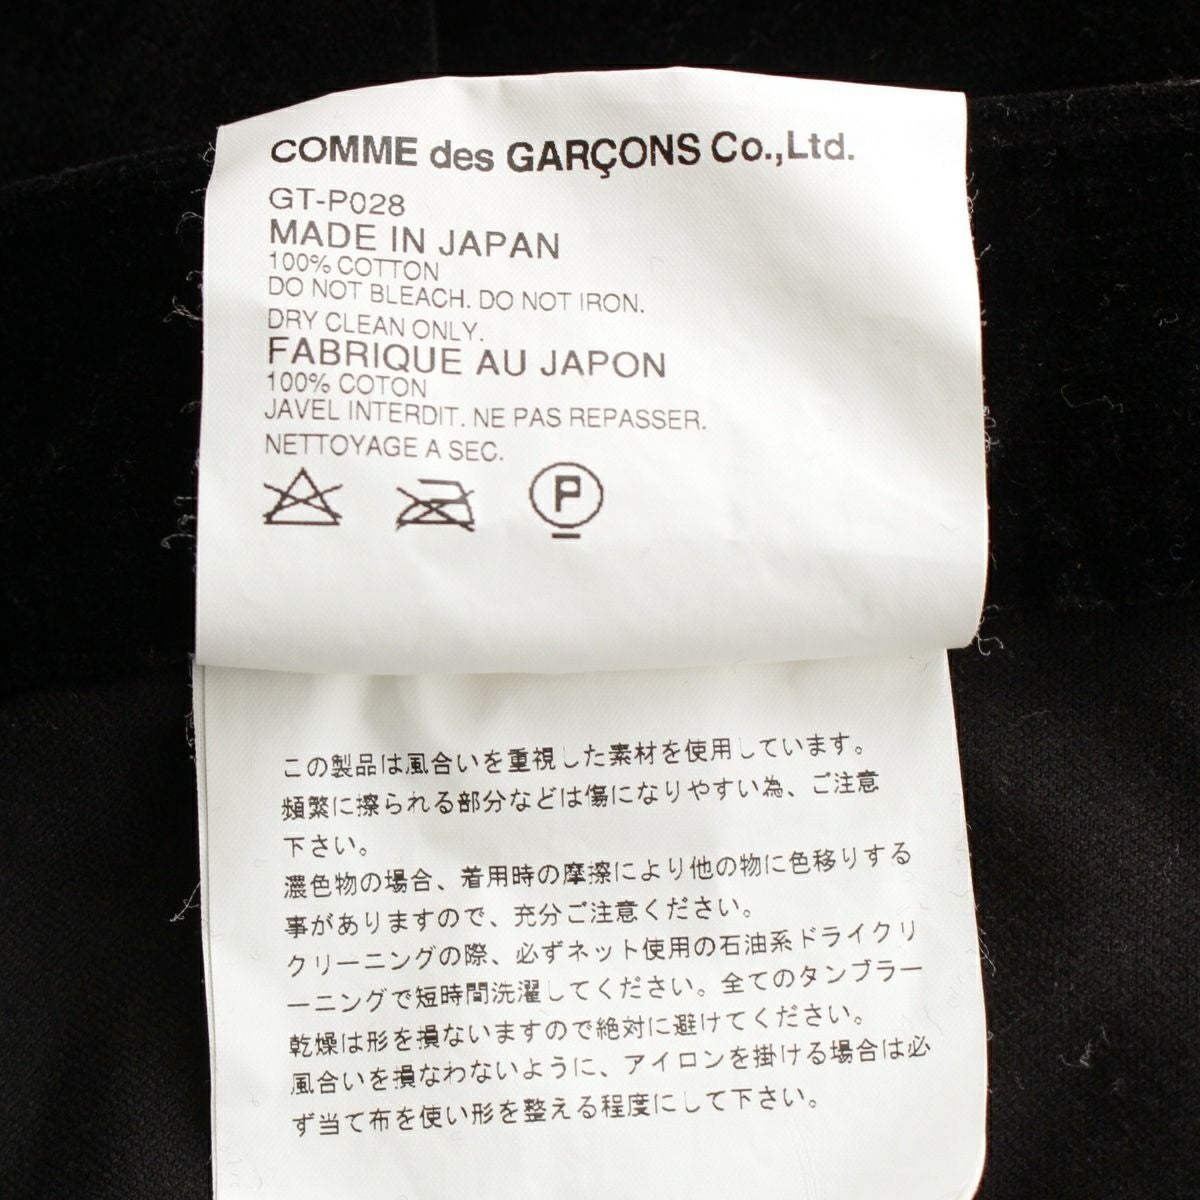 COMME des GARÇONS Co.,Ltd.
GT-P028
MADE IN JAPAN
100% COTTON
DO NOT BLEACH. DO NOT IRON.
DRY CLEAN ONLY.
FABRIQUE AU JAPON
100% COTON
JAVEL INTERDIT. NE PAS REPASSER.
NETTOYAGE A SEC.
P
この製品は風合いを重視した素材を使用しています。
頻繁に擦られる部分などは傷になりやすい為、ご注意
下さい。
濃色物の場合、着用時の摩擦により他の物に色移りする
事がありますので、充分ご注意ください。
クリーニングの際、必ずネット使用の石油系ドライクリ
ーニングで短時間洗濯してください。全てのタンブラー
乾燥は形を損ないますので絶対に避けてください。
風合いを損なわないように、アイロンを掛ける場合は必
ず当て布を使い形を整える程度にして下さい。